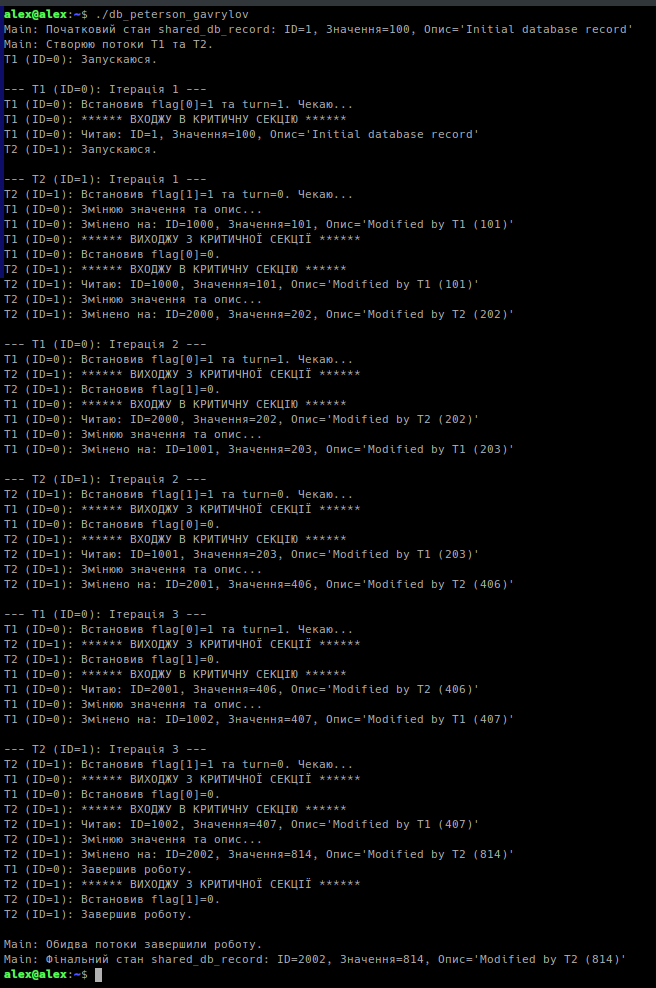 alex@alex:~$ ./db_peterson_gavrylov
Main: Початковий стан shared_db_record: ID=1, Значення=100, Опис='Initial database record'
Main: Створюю потоки T1 та T2.
T1 (ID=0): Запускаюся.
--- T1 (ID=0): Ітерація 1 ---
T1 (ID=0): Встановив flag[0]=1 та turn=1. Чекаю...
T1 (ID=0): ****** ВХОДЖУ В КРИТИЧНУ СЕКЦІЮ ******
T1 (ID=0): Читаю: ID=1, Значення=100, Опис='Initial database record'
T2 (ID=1): Запускаюся.
--- T2 (ID=1): Ітерація 1 ---
T2 (ID=1): Встановив flag[1]=1 та turn=0. Чекаю...
T1 (ID=0): Змінюю значення та опис...
T1 (ID=0): Змінено на: ID=1000, Значення=101, Опис='Modified by T1 (101)'
T1 (ID=0): ****** ВИХОДЖУ З КРИТИЧНОЇ СЕКЦІЇ ******
T1 (ID=0): Встановив flag[0]=0.
T2 (ID=1): ****** ВХОДЖУ В КРИТИЧНУ СЕКЦІЮ ******
T2 (ID=1): Читаю: ID=1000, Значення=101, Опис='Modified by T1 (101)'
T2 (ID=1): Змінюю значення та опис...
T2 (ID=1): Змінено на: ID=2000, Значення=202, Опис='Modified by T2 (202)'
--- T1 (ID=0): Ітерація 2 ---
T1 (ID=0): Встановив flag[0]=1 та turn=1. Чекаю...
T2 (ID=1): ****** ВИХОДЖУ З КРИТИЧНОЇ СЕКЦІЇ ******
T2 (ID=1): Встановив flag[1]=0.
T1 (ID=0): ****** ВХОДЖУ В КРИТИЧНУ СЕКЦІЮ ******
T1 (ID=0): Читаю: ID=2000, Значення=202, Опис='Modified by T2 (202)'
T1 (ID=0): Змінюю значення та опис...
T1 (ID=0): Змінено на: ID=1001, Значення=203, Опис='Modified by T1 (203)'
--- T2 (ID=1): Ітерація 2 ---
T2 (ID=1): Встановив flag[1]=1 та turn=0. Чекаю...
T1 (ID=0): ****** ВИХОДЖУ З КРИТИЧНОЇ СЕКЦІЇ ******
T1 (ID=0): Встановив flag[0]=0.
T2 (ID=1): ****** ВХОДЖУ В КРИТИЧНУ СЕКЦІЮ ******
T2 (ID=1): Читаю: ID=1001, Значення=203, Опис='Modified by T1 (203)'
T2 (ID=1): Змінюю значення та опис...
T2 (ID=1): Змінено на: ID=2001, Значення=406, Опис='Modified by T2 (406)'
--- T1 (ID=0): Ітерація 3 ---
T1 (ID=0): Встановив flag[0]=1 та turn=1. Чекаю...
T2 (ID=1): ****** ВИХОДЖУ З КРИТИЧНОЇ СЕКЦІЇ ******
T2 (ID=1): Встановив flag[1]=0.
T1 (ID=0): ****** ВХОДЖУ В КРИТИЧНУ СЕКЦІЮ ******
T1 (ID=0): Читаю: ID=2001, Значення=406, Опис='Modified by T2 (406)'
T1 (ID=0): Змінюю значення та опис...
T1 (ID=0): Змінено на: ID=1002, Значення=407, Опис='Modified by T1 (407)'
--- T2 (ID=1): Ітерація 3 ---
T2 (ID=1): Встановив flag[1]=1 та turn=0. Чекаю...
T1 (ID=0): ****** ВИХОДЖУ З КРИТИЧНОЇ СЕКЦІЇ ******
T1 (ID=0): Встановив flag[0]=0.
T2 (ID=1): ****** ВХОДЖУ В КРИТИЧНУ СЕКЦІЮ ******
T2 (ID=1): Читаю: ID=1002, Значення=407, Опис='Modified by T1 (407)'
T2 (ID=1): Змінюю значення та опис...
T2 (ID=1): Змінено на: ID=2002, Значення=814, Опис='Modified by T2 (814)'
T1 (ID=0): Завершив роботу.
T2 (ID=1): ****** ВИХОДЖУ З КРИТИЧНОЇ СЕКЦІЇ ******
T2 (ID=1): Встановив flag[1]=0.
T2 (ID=1): Завершив роботу.
Main: Обидва потоки завершили роботу.
Main: Фінальний стан shared_db_record: ID=2002, Значення=814, Опис='Modified by T2 (814)'
alex@alex:~$